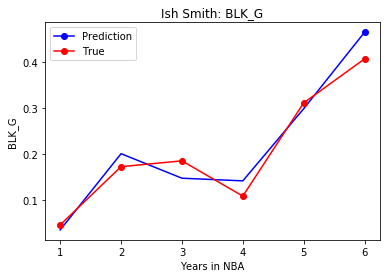 Ish Smith: BLK_G
Prediction
True
BLK_G
0.4
0.3
0.2
0.1
1 2 3 4 5 6
Years in NBA